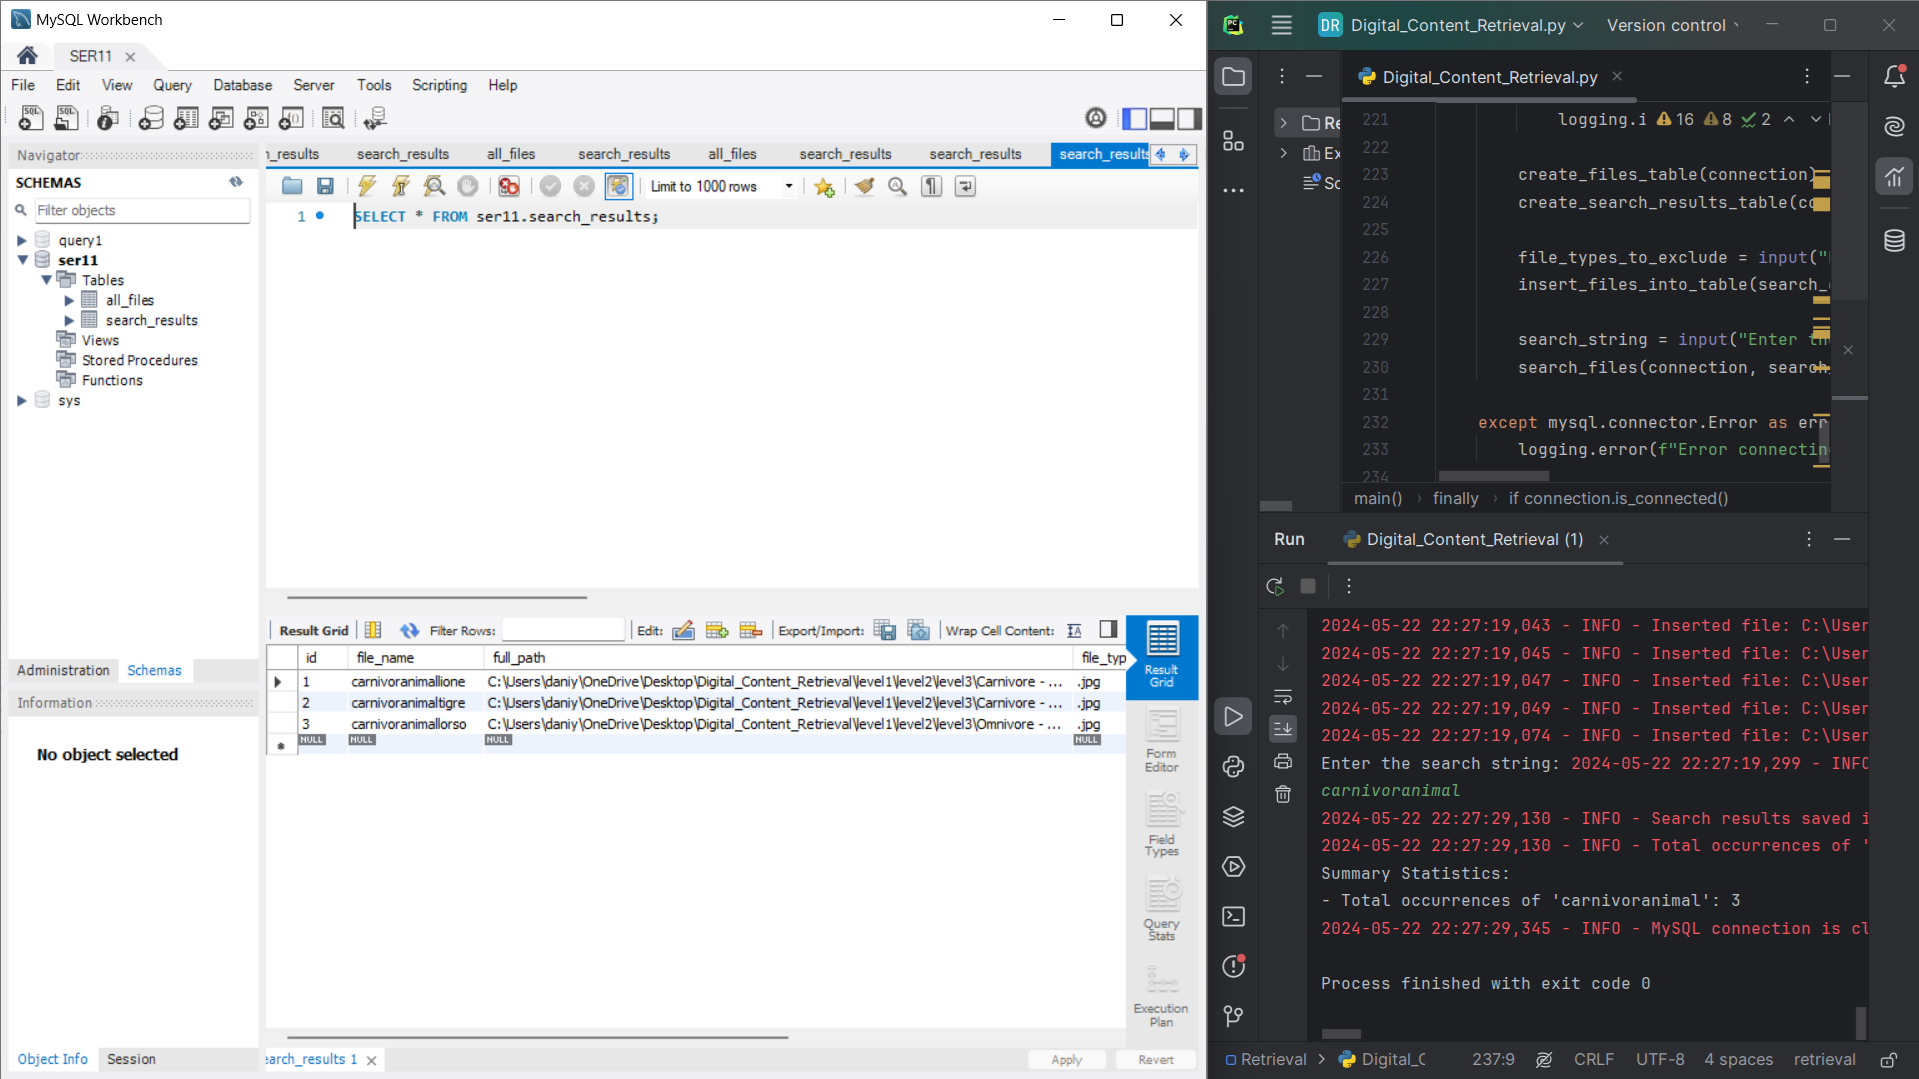 MySQL Workbench
SER11
File Edit View Query Database Server Tools Scripting Help
Navigator
SCHEMAS
Filter objects
query1
ser11
Tables
all_files
search_results
Views
Stored Procedures
Functions
sys
Administration Schemas
Information
No object selected
Object Info Session
_results search_results all_files search_results all_files search_results search_results search_results
Limit to 1000 rows
1 SELECT * FROM ser11.search_results;
Result Grid Filter Rows: Edit: Export/Import: Wrap Cell Content:
id file_name full_path file_typ
1 carnivoranimallione C:\Users\daniy\OneDrive\Desktop\Digital_Content_Retrieval\level1\level2\level3\Carnivore - ... .jpg
2 carnivoranimaltigre C:\Users\daniy\OneDrive\Desktop\Digital_Content_Retrieval\level1\level2\level3\Carnivore - ... .jpg
3 carnivoranimallorso C:\Users\daniy\OneDrive\Desktop\Digital_Content_Retrieval\level1\level2\level3\Omnivore - ... .jpg
NULL NULL NULL NULL
Result Grid
Form Editor
Field Types
Query Stats
Execution Plan
earch_results 1
Apply Revert
DR Digital_Content_Retrieval.py Version control
Digital_Content_Retrieval.py
Re
Ex
Sc
221 logging.i 16 8 2
222
223 create_files_table(connection)
224 create_search_results_table(co
225
226 file_types_to_exclude = input("
227 insert_files_into_table(search_
228
229 search_string = input("Enter th
230 search_files(connection, search_
231
232 except mysql.connector.Error as err
233 logging.error(f"Error connectin
234
main() › finally › if connection.is_connected()
Run Digital_Content_Retrieval (1)
2024-05-22 22:27:19,043 - INFO - Inserted file: C:\User
2024-05-22 22:27:19,045 - INFO - Inserted file: C:\User
2024-05-22 22:27:19,047 - INFO - Inserted file: C:\User
2024-05-22 22:27:19,049 - INFO - Inserted file: C:\User
2024-05-22 22:27:19,074 - INFO - Inserted file: C:\User
Enter the search string: 2024-05-22 22:27:19,299 - INFO
carnivoranimal
2024-05-22 22:27:29,130 - INFO - Search results saved i
2024-05-22 22:27:29,130 - INFO - Total occurrences of '
Summary Statistics:
- Total occurrences of 'carnivoranimal': 3
2024-05-22 22:27:29,345 - INFO - MySQL connection is cl
Process finished with exit code 0
Retrieval › Digital_C 237:9 CRLF UTF-8 4 spaces retrieval